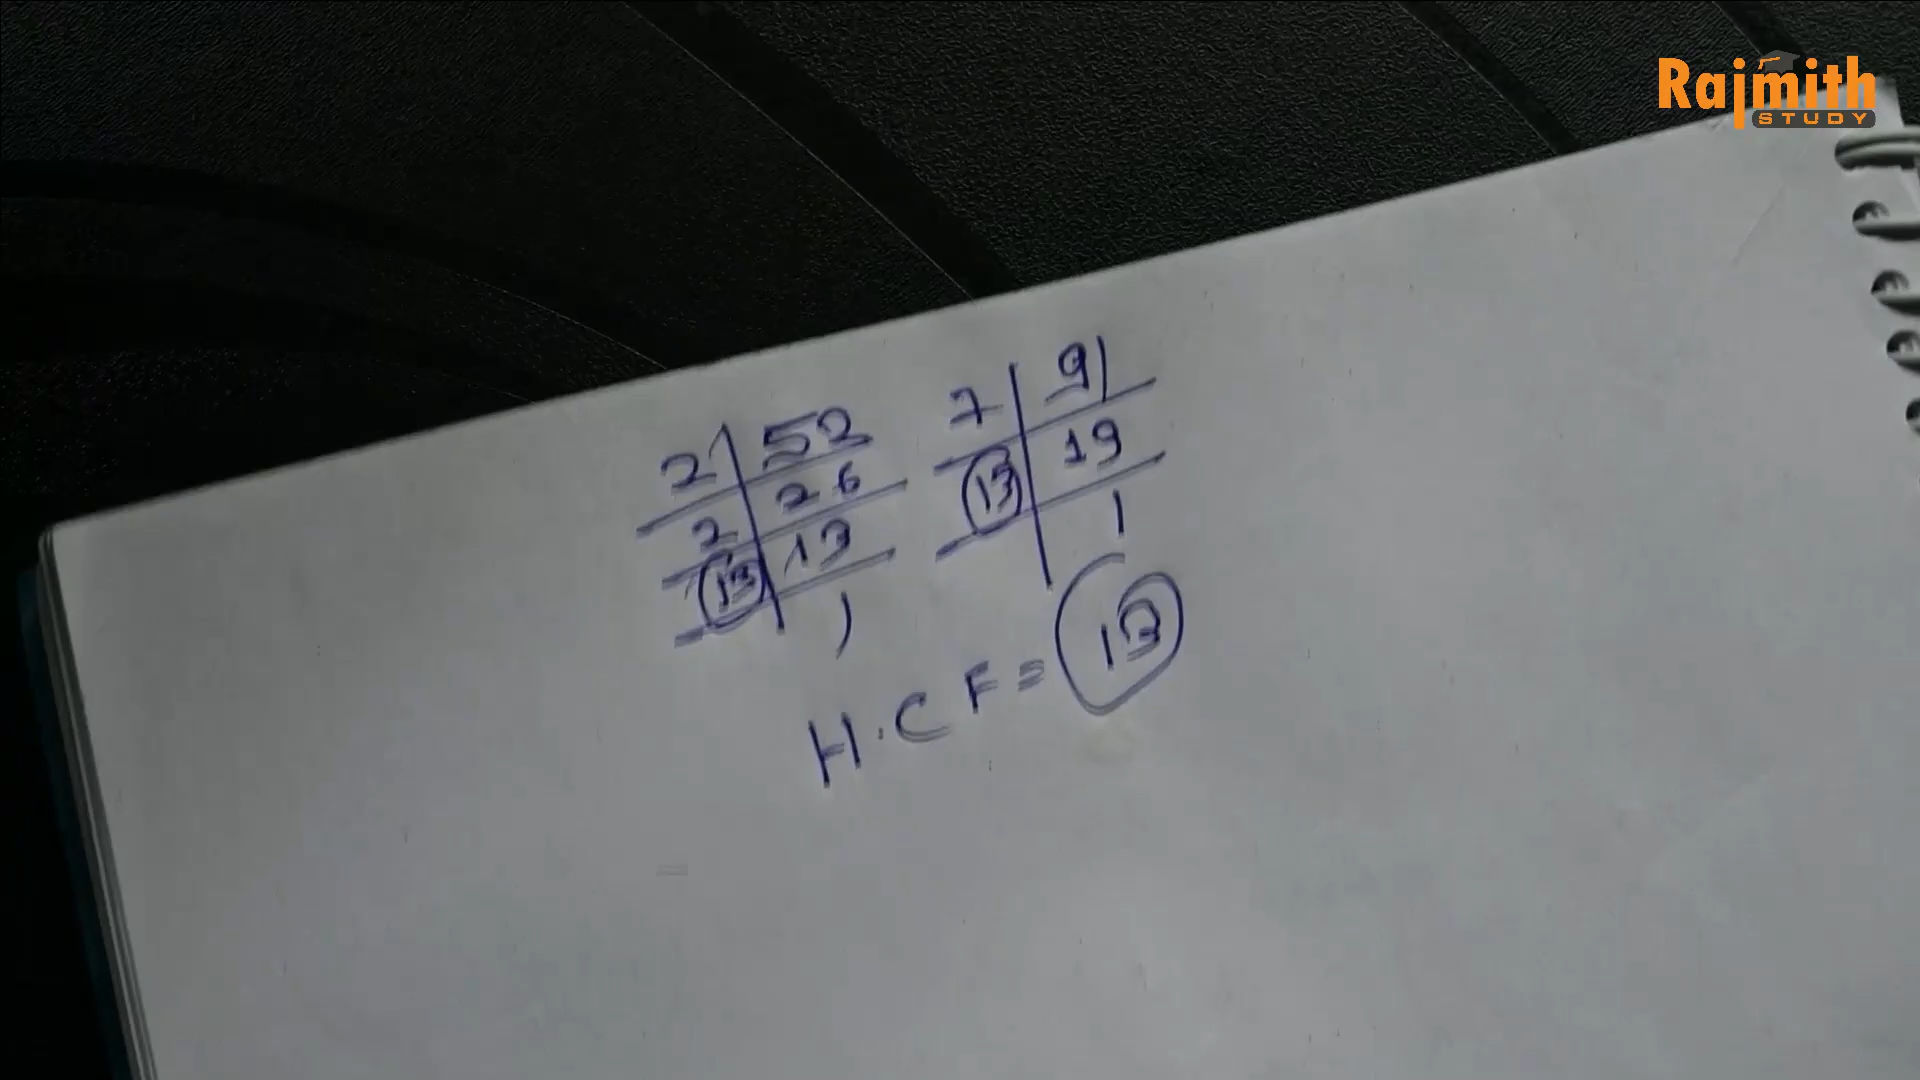 Rajmith
STUDY
2 | 52
2 | 26
13 | 13
1
7 | 91
13 | 13
1
H.C F = 13